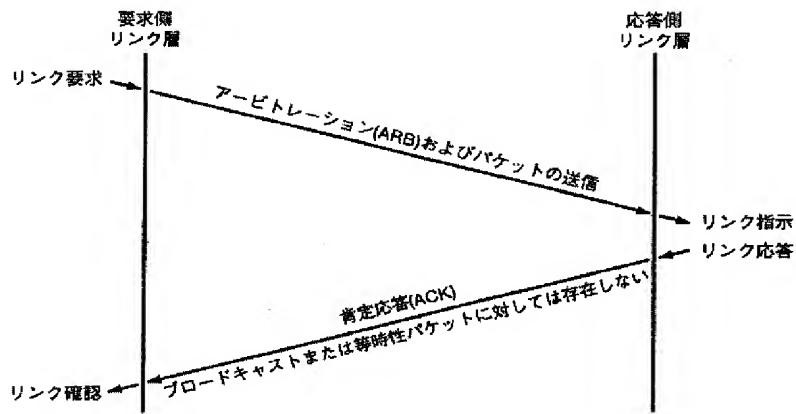 要求側
リンク層
応答側
リンク層
リンク要求
アービトレーション(ARB)およびパケットの送信
リンク指示
リンク応答
肯定応答(ACK)
ブロードキャストまたは等時性パケットに対しては存在しない
リンク確認